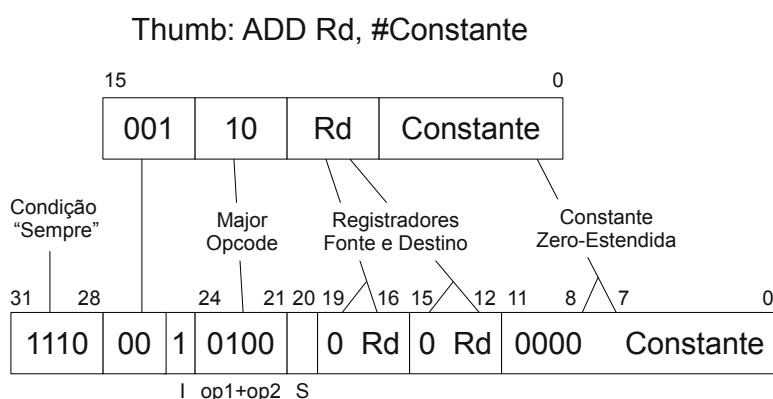 Thumb: ADD Rd, #Constante
15 0
001 10 Rd Constante
Condição
“Sempre”
Major
Opcode
Registradores
Fonte e Destino
Constante
Zero-Estendida
31 28 24 21 20 19 16 15 12 11 8 7 0
1110 00 1 0100 0 Rd 0 Rd 0000 Constante
I op1+op2 S